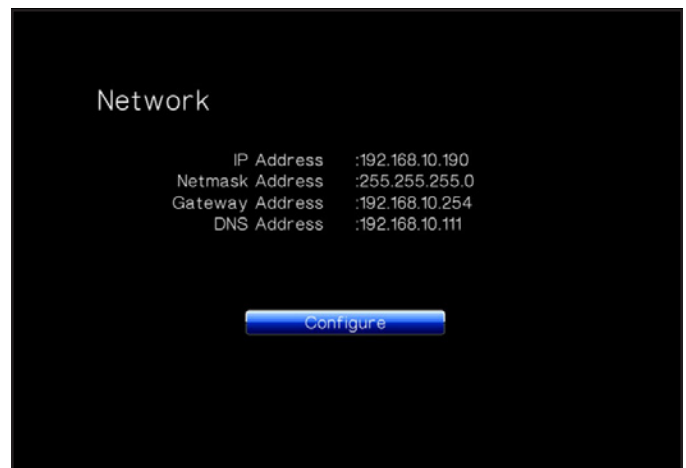 Network
IP Address :192.168.10.190
Netmask Address :255.255.255.0
Gateway Address :192.168.10.254
DNS Address :192.168.10.111
Configure